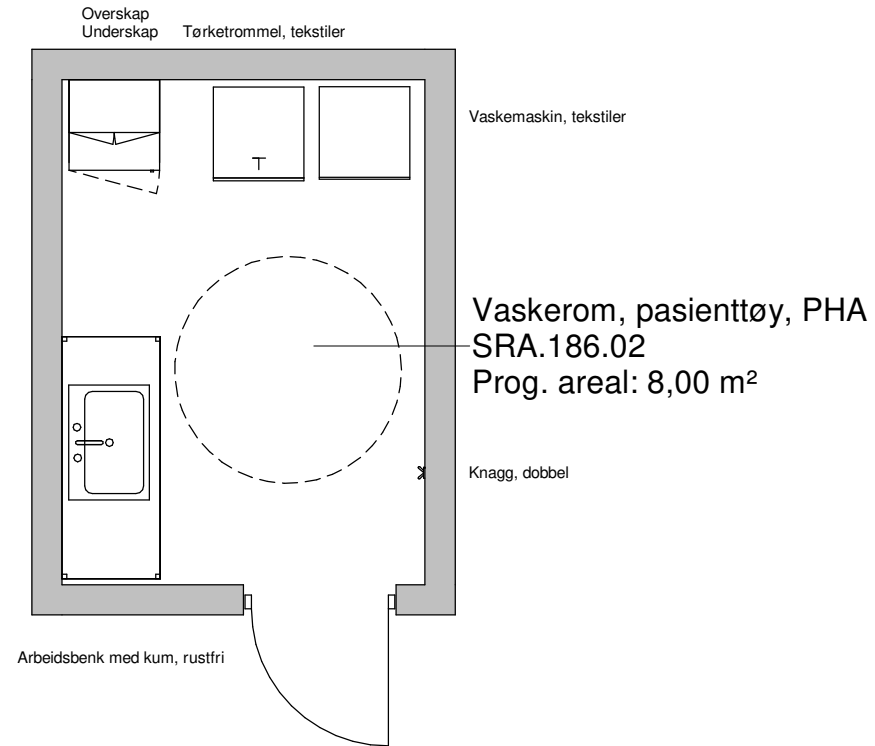 Overskap
Underskap
Tørketrommel, tekstiler
Vaskemaskin, tekstiler
Vaskerom, pasienttøy, PHA
SRA.186.02
Prog. areal: 8,00 m²
Knagg, dobbel
Arbeidsbenk med kum, rustfri